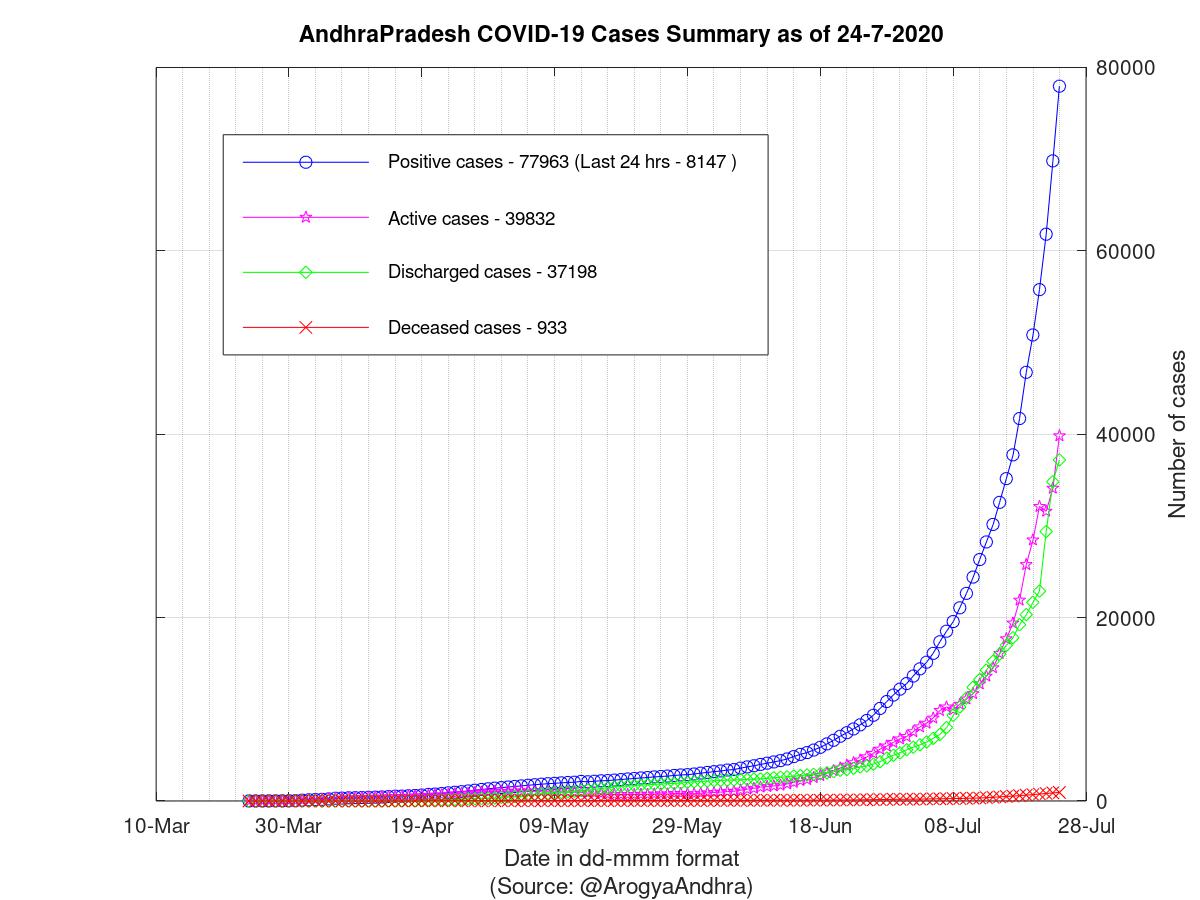 AndhraPradesh COVID-19 Cases Summary as of 24-7-2020
80000
Positive cases - 77963 (Last 24 hrs - 8147 )
Active cases - 39832
60000
Discharged cases - 37198
Deceased cases - 933
40000
Number of cases
20000
0
10-Mar 30-Mar 19-Apr 09-May 29-May 18-Jun 08-Jul 28-Jul
Date in dd-mmm format
(Source: @ArogyaAndhra)